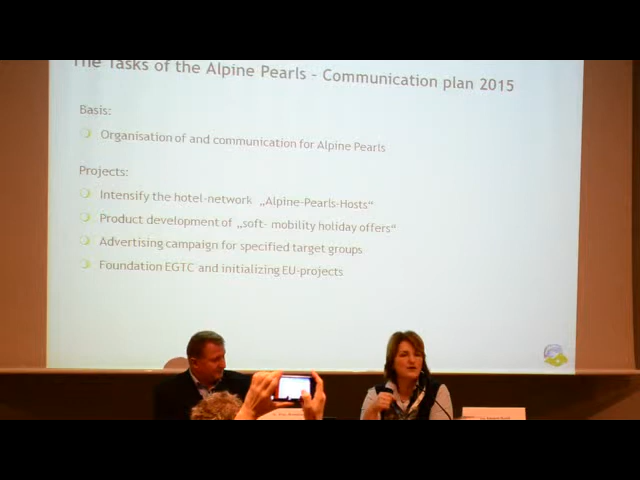 The Tasks of the Alpine Pearls – Communication plan 2015
Basis:
Organisation of and communication for Alpine Pearls
Projects:
Intensify the hotel-network „Alpine-Pearls-Hosts“
Product development of „soft- mobility holiday offers“
Advertising campaign for specified target groups
Foundation EGTC and initializing EU-projects